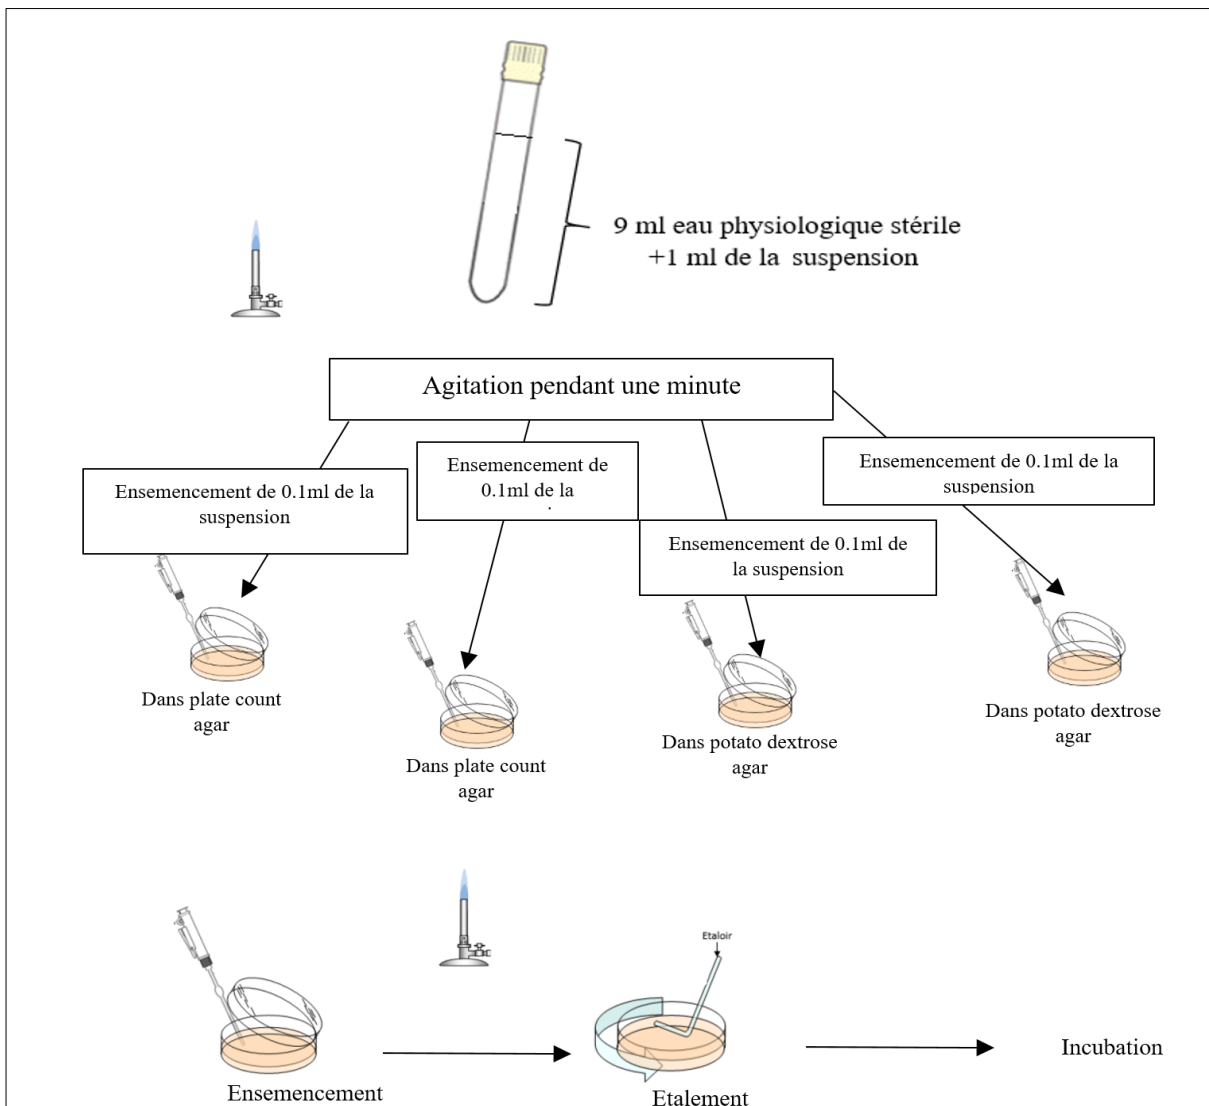 9 ml eau physiologique stérile
+1 ml de la suspension
Agitation pendant une minute
Ensemencement de 0.1ml de la
suspension
Ensemencement de
0.1ml de la
Ensemencement de 0.1ml de
la suspension
Ensemencement de 0.1ml de la
suspension
Dans plate count
agar
Dans plate count
agar
Dans potato dextrose
agar
Dans potato dextrose
agar
Etaloir
Ensemencement
Etalement
Incubation